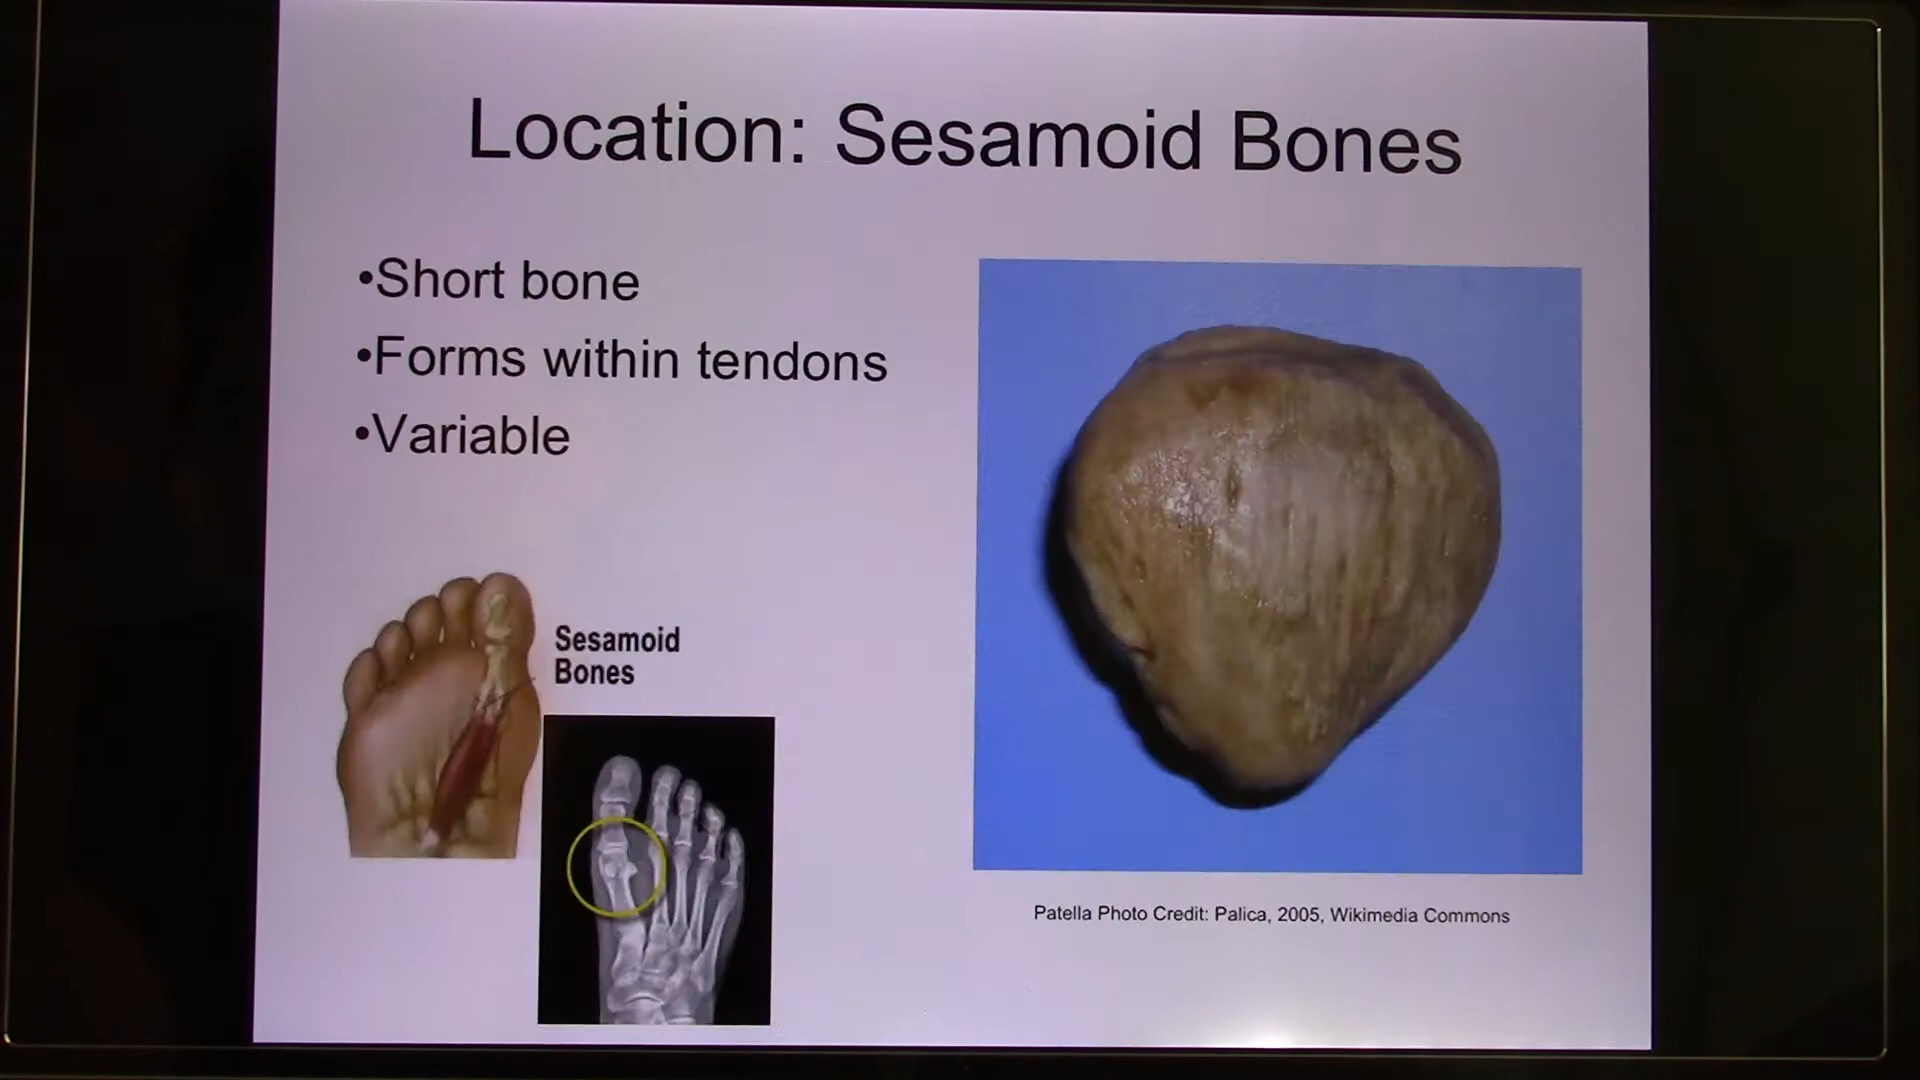 Location: Sesamoid Bones
•Short bone
•Forms within tendons
•Variable
Sesamoid
Bones
Patella Photo Credit: Palica, 2005, Wikimedia Commons